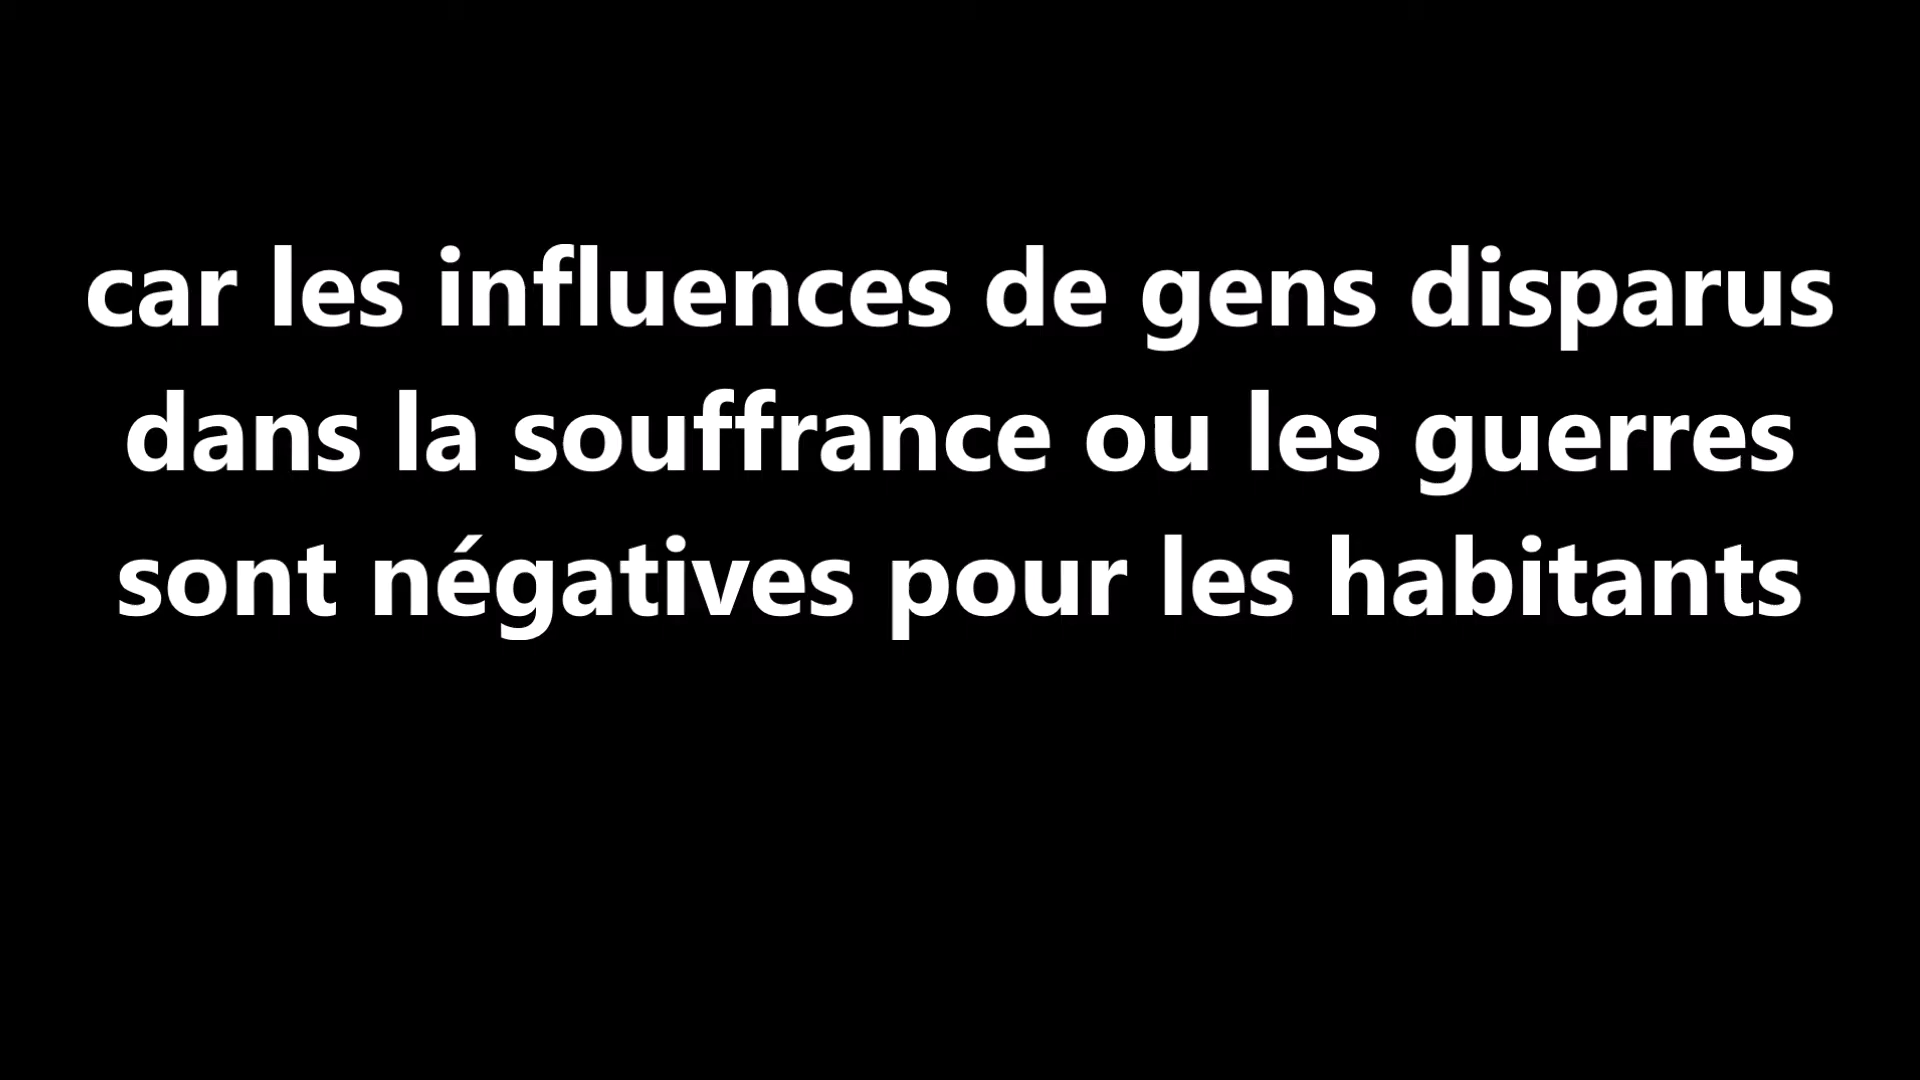 car les influences de gens disparus
dans la souffrance ou les guerres
sont négatives pour les habitants